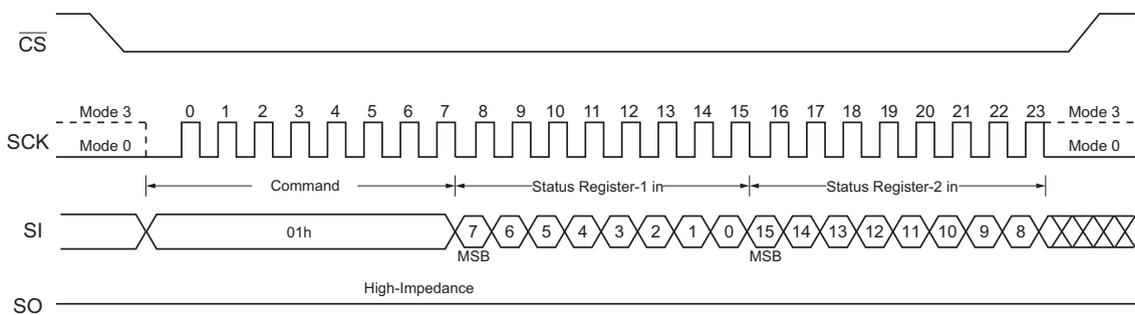 CS
0 1 2 3 4 5 6 7 8 9 10 11 12 13 14 15 16 17 18 19 20 21 22 23
Mode 3 Mode 3
SCK
Mode 0 Mode 0
Command Status Register-1 in Status Register-2 in
SI 01h 7 6 5 4 3 2 1 0 15 14 13 12 11 10 9 8
MSB MSB
High-Impedance
SO